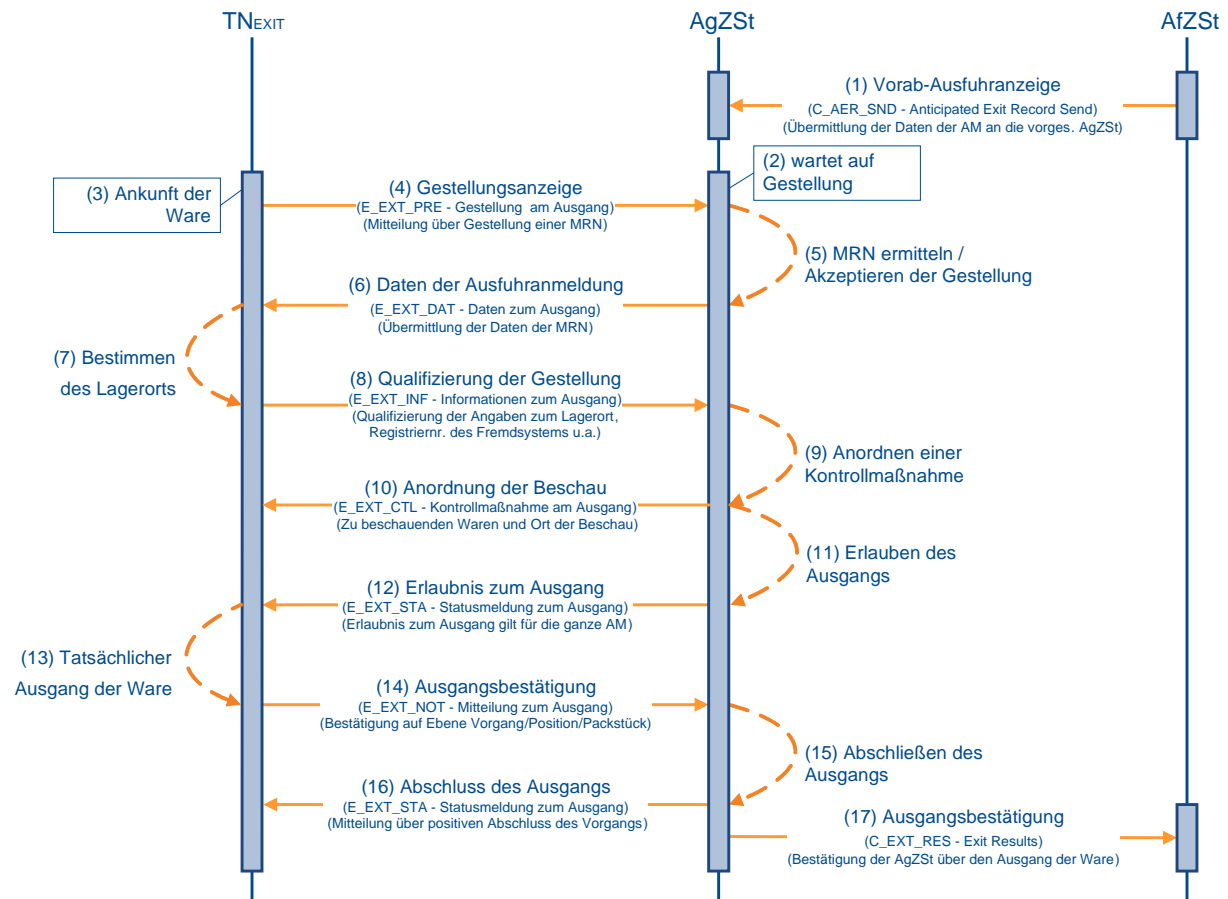 TNEXIT
AgZSt
AfZSt
(1) Vorab-Ausfuhranzeige
(C_AER_SND - Anticipated Exit Record Send)
(Übermittlung der Daten der AM an die vorges. AgZSt)
(2) wartet auf
Gestellung
(3) Ankunft der
Ware
(4) Gestellungsanzeige
(E_EXT_PRE - Gestellung am Ausgang)
(Mitteilung über Gestellung einer MRN)
(5) MRN ermitteln /
Akzeptieren der Gestellung
(6) Daten der Ausfuhranmeldung
(E_EXT_DAT - Daten zum Ausgang)
(Übermittlung der Daten der MRN)
(7) Bestimmen
des Lagerorts
(8) Qualifizierung der Gestellung
(E_EXT_INF - Informationen zum Ausgang)
(Qualifizierung der Angaben zum Lagerort,
Registriernr. des Fremdsystems u.a.)
(9) Anordnen einer
Kontrollmaßnahme
(10) Anordnung der Beschau
(E_EXT_CTL - Kontrollmaßnahme am Ausgang)
(Zu beschauenden Waren und Ort der Beschau)
(11) Erlauben des
Ausgangs
(12) Erlaubnis zum Ausgang
(E_EXT_STA - Statusmeldung zum Ausgang)
(Erlaubnis zum Ausgang gilt für die ganze AM)
(13) Tatsächlicher
Ausgang der Ware
(14) Ausgangsbestätigung
(E_EXT_NOT - Mitteilung zum Ausgang)
(Bestätigung auf Ebene Vorgang/Position/Packstück)
(15) Abschließen des
Ausgangs
(16) Abschluss des Ausgangs
(E_EXT_STA - Statusmeldung zum Ausgang)
(Mitteilung über positiven Abschluss des Vorgangs)
(17) Ausgangsbestätigung
(C_EXT_RES - Exit Results)
(Bestätigung der AgZSt über den Ausgang der Ware)